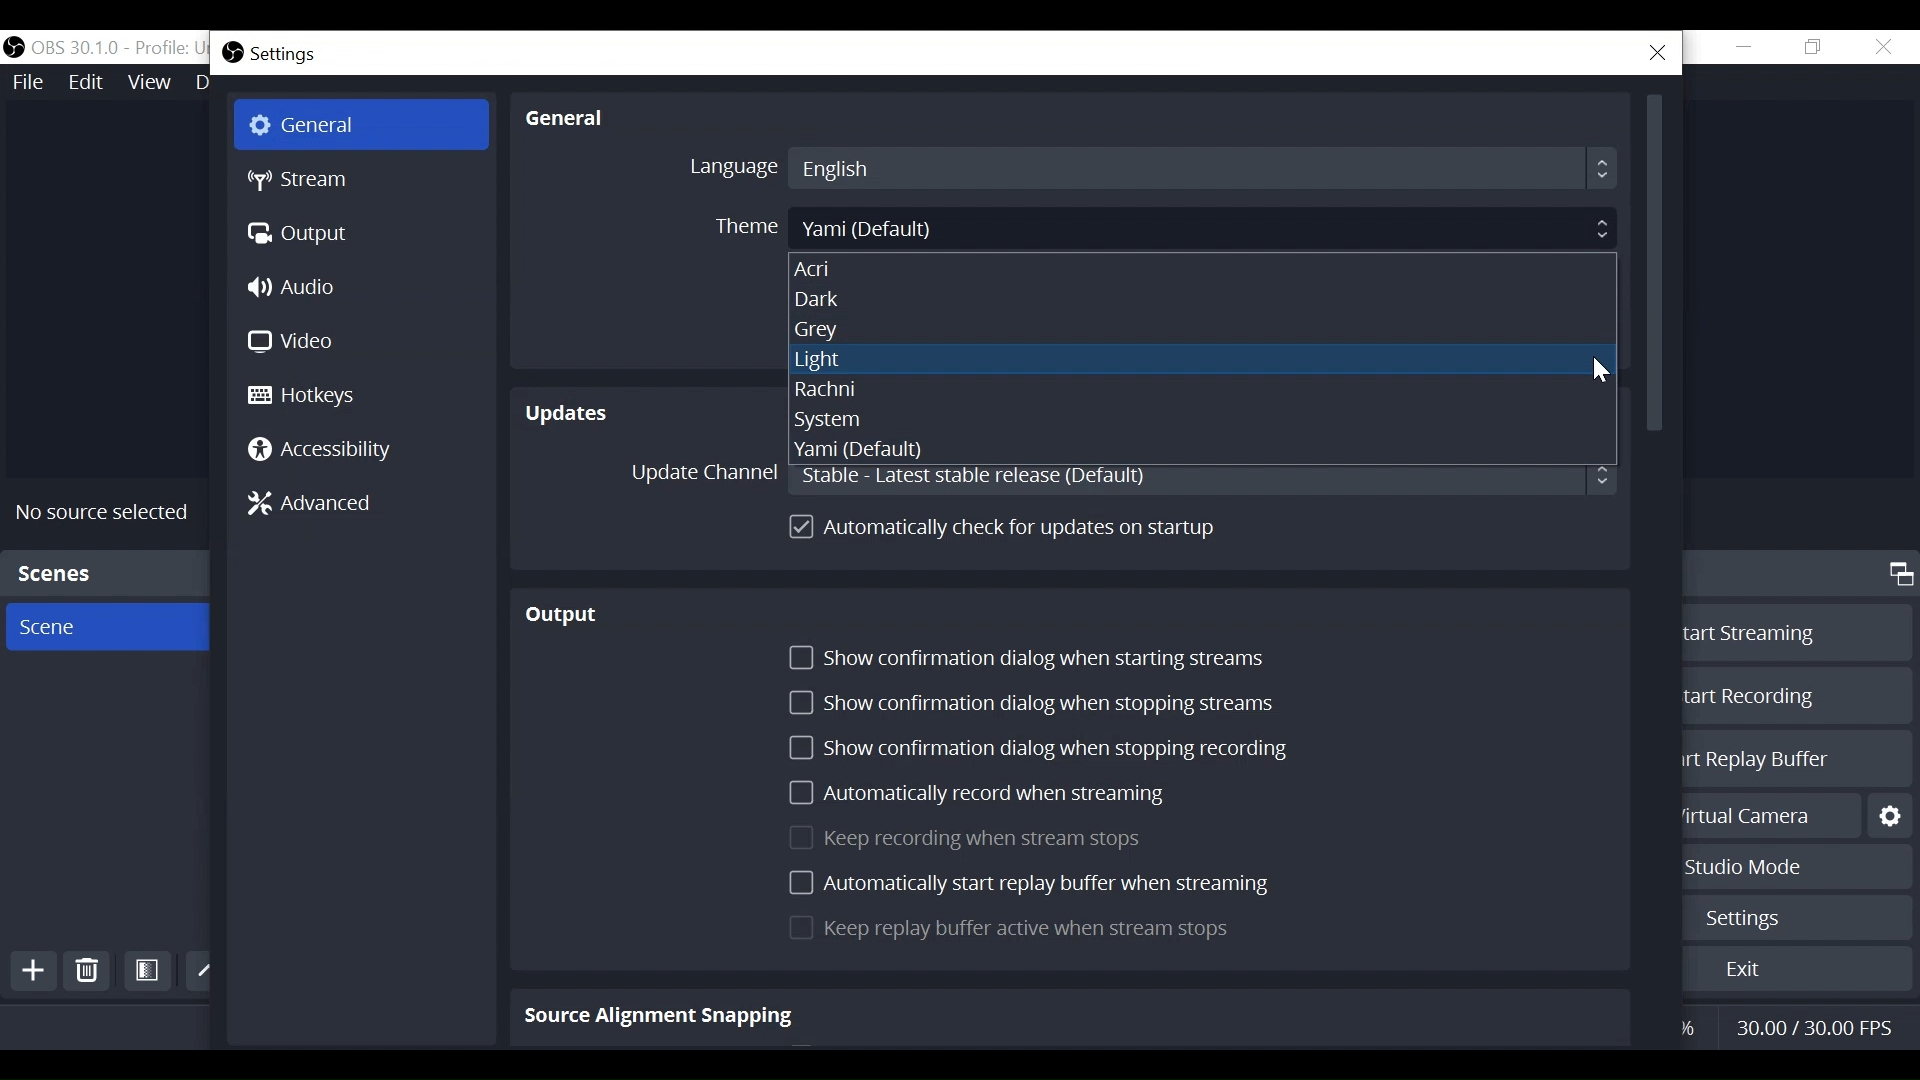 OBS 30.1.0 - Profile:
Settings
File Edit View
General
Stream
Output
Audio
Video
Hotkeys
Accessibility
Advanced
General
Language English
Theme Yami (Default)
Acri
Dark
Grey
Light
Rachni
System
Yami (Default)
Updates
Update Channel Stable - Latest stable release (Default)
Automatically check for updates on startup
Output
Show confirmation dialog when starting streams
Show confirmation dialog when stopping streams
Show confirmation dialog when stopping recording
Automatically record when streaming
Keep recording when stream stops
Automatically start replay buffer when streaming
Keep replay buffer active when stream stops
Source Alignment Snapping
No source selected
Scenes
Scene
tart Streaming
tart Recording
rt Replay Buffer
irtual Camera
Studio Mode
Settings
Exit
% 30.00 / 30.00 FPS